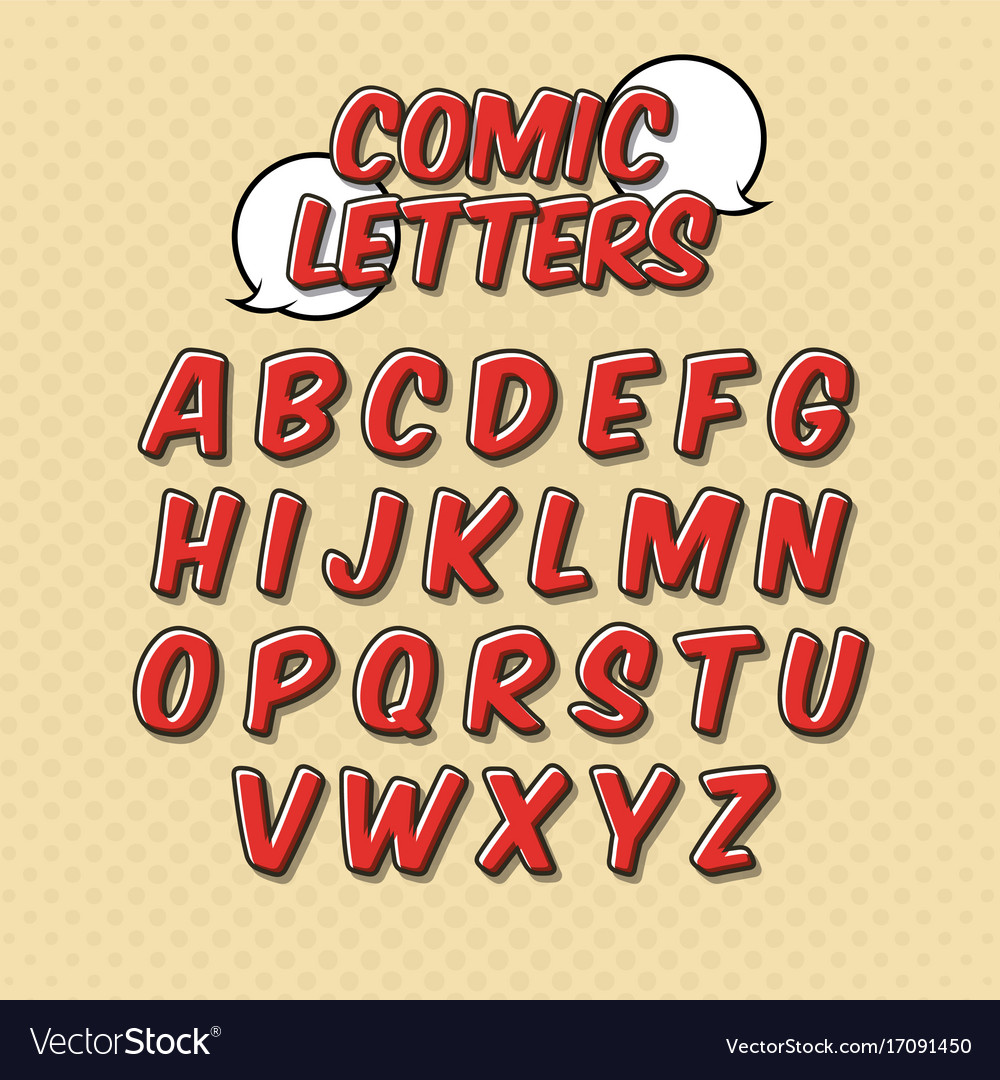 COMIC
LETTERS
ABCDEFG
HIJKLMN
OPQRSTU
VWXYZ
VectorStock®
VectorStock.com/17091450